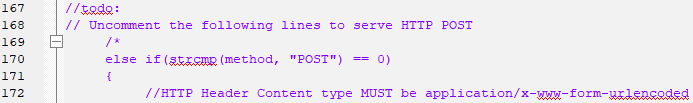 167 //todo:
168 // Uncomment the following lines to serve HTTP POST
169 /*
170 else if(strcmp(method, "POST") == 0)
171 {
172 //HTTP Header Content type MUST be application/x-www-form-urlencoded